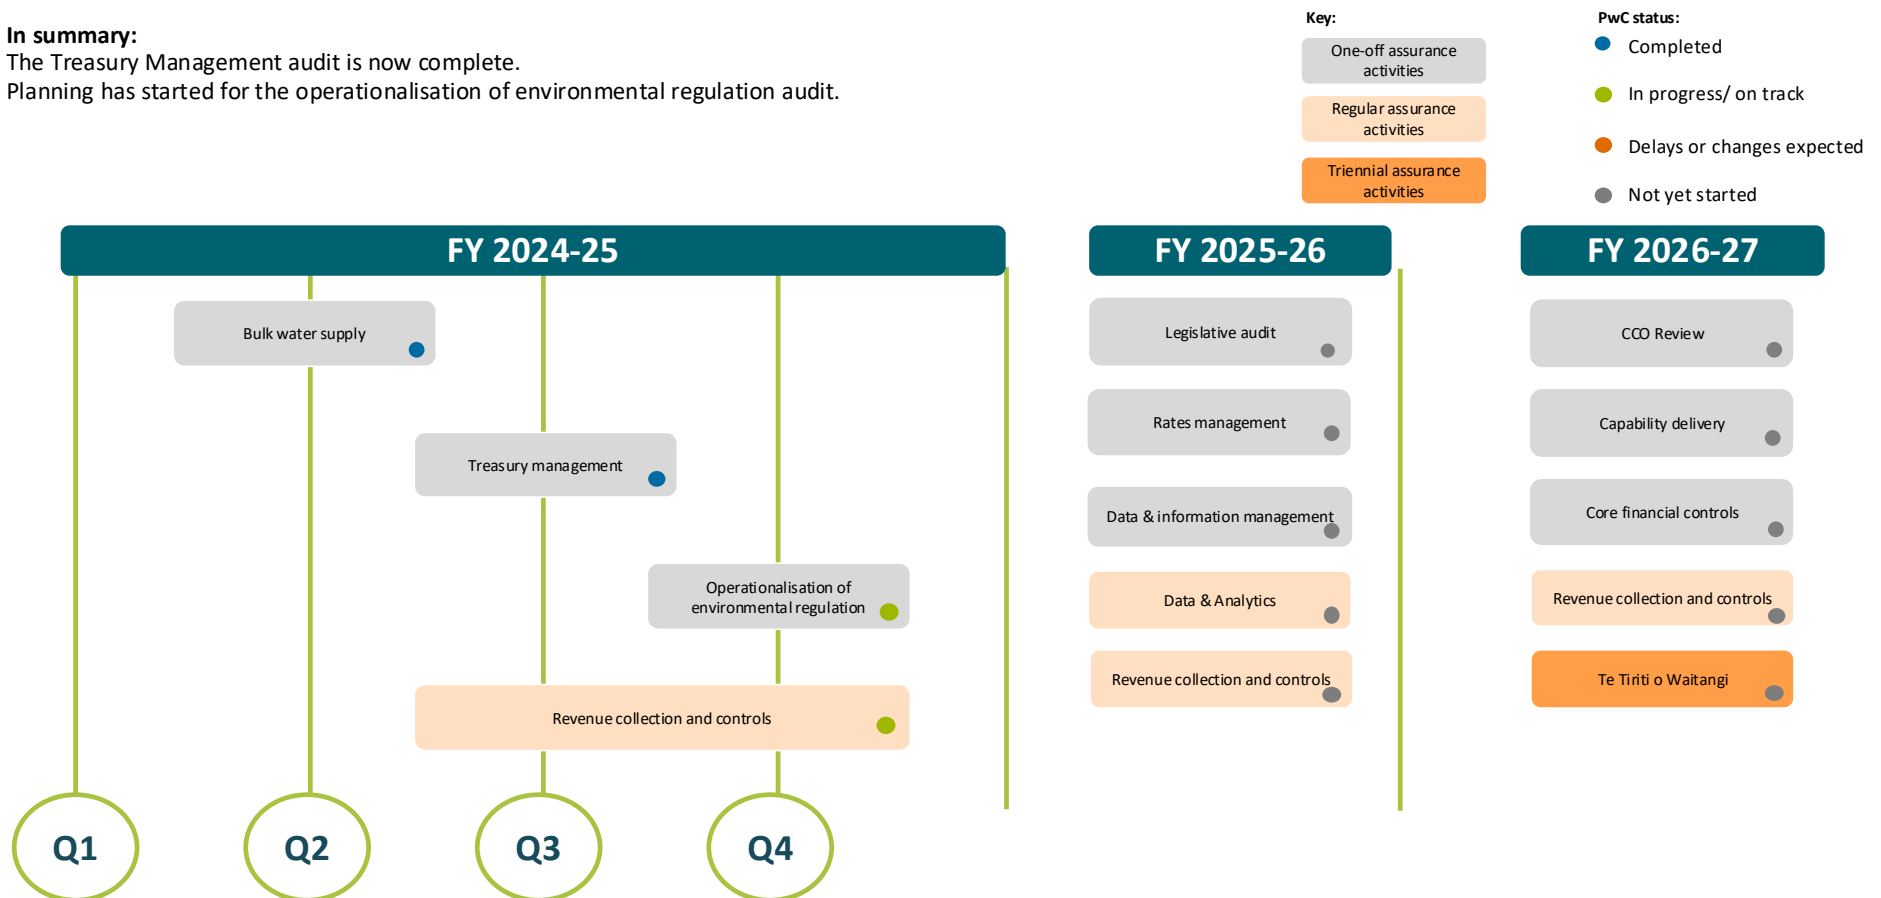 In summary:
The Treasury Management audit is now complete.
Planning has started for the operationalisation of environmental regulation audit.
Key:
One-off assurance
activities
Regular assurance
activities
Triennial assurance
activities
PwC status:
Completed
In progress/ on track
Delays or changes expected
Not yet started
FY 2024-25
Bulk water supply
Treasury management
Operationalisation of
environmental regulation
Revenue collection and controls
Q1
Q2
Q3
Q4
FY 2025-26
Legislative audit
Rates management
Data & information management
Data & Analytics
Revenue collection and controls
FY 2026-27
CCO Review
Capability delivery
Core financial controls
Revenue collection and controls
Te Tiriti o Waitangi